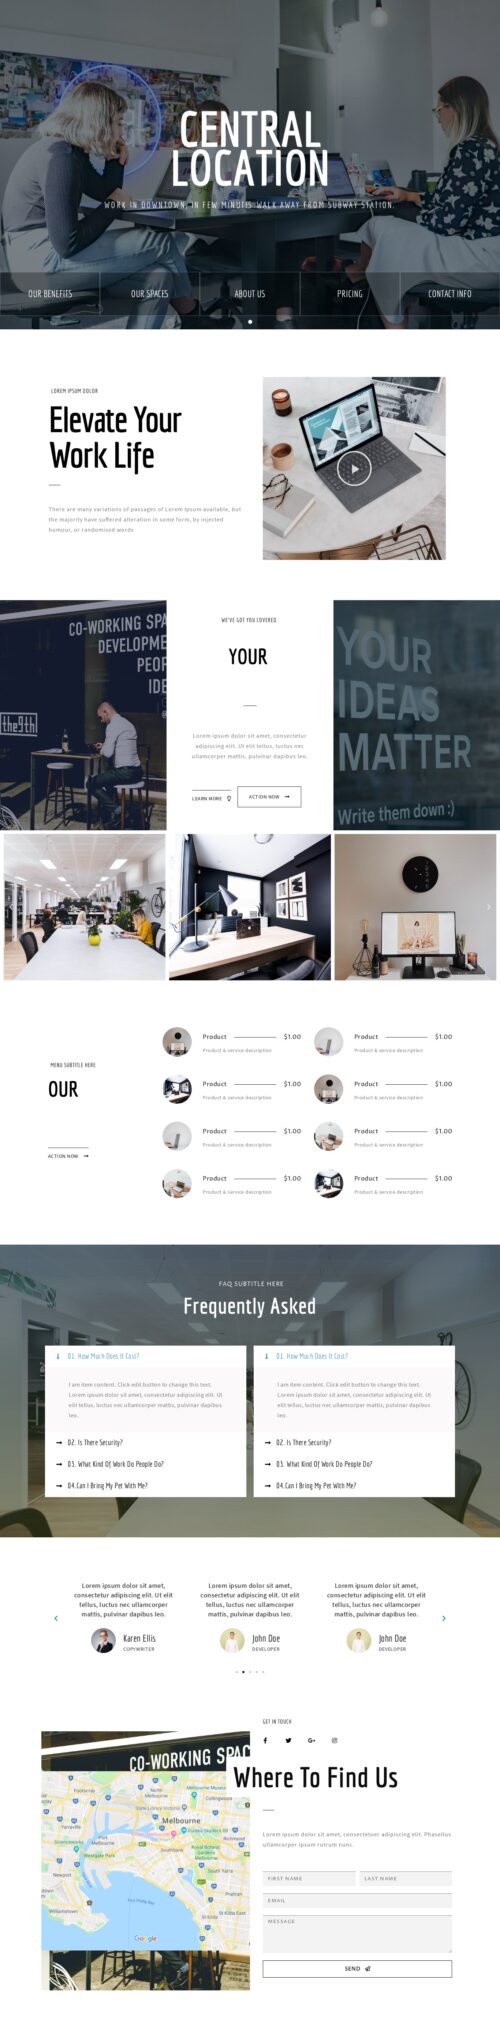 CENTRAL
LOCATION
WORK IN DOWNTOWN, IN FEW MINUTIS WALK AWAY FROM SUBWAY STATION.
OUR BENEFITS
OUR SPACES
ABOUT US
PRICING
CONTACT INFO
LOREM IPSUM DOLOR
Elevate Your
Work Life
There are many variations of passages of Lorem Ipsum available, but
the majority have suffered alteration in some form, by injected
humour, or randomised words
CO-WORKING SPA
DEVELOPME
PEOP
IDE
the9th
WE'VE GOT YOU COVERED.
YOUR
Lorem ipsum dolor sit amet, consectetur
adipiscing elit. Ut elit tellus, luctus nec
ullamcorper mattis, pulvinar dapibus leo.
LEARN MORE
ACTION NOW
YOUR
IDEAS
MATTER
Write them down :)
MENU SUBTITLE HERE
OUR
ACTION NOW
Product $1.00
Product & service description
Product $1.00
Product & service description
Product $1.00
Product & service description
Product $1.00
Product & service description
Product $1.00
Product & service description
Product $1.00
Product & service description
Product $1.00
Product & service description
Product $1.00
Product & service description
FAQ SUBTITLE HERE
Frequently Asked
01. How Much Does It Cost?
I am item content. Click edit button to change this text.
Lorem ipsum dolor sit amet, consectetur adipiscing elit. Ut
elit tellus, luctus nec ullamcorper mattis, pulvinar dapibus
leo.
02. Is There Security?
03. What Kind Of Work Do People Do?
04.Can I Bring My Pet With Me?
01. How Much Does It Cost?
I am item content. Click edit button to change this text.
Lorem ipsum dolor sit amet, consectetur adipiscing elit. Ut
elit tellus, luctus nec ullamcorper mattis, pulvinar dapibus
leo.
02. Is There Security?
03. What Kind Of Work Do People Do?
04.Can I Bring My Pet With Me?
Lorem ipsum dolor sit amet,
consectetur adipiscing elit. Ut elit
tellus, luctus nec ullamcorper
mattis, pulvinar dapibus leo.
Karen Ellis
COPYWRITER
Lorem ipsum dolor sit amet,
consectetur adipiscing elit. Ut elit
tellus, luctus nec ullamcorper
mattis, pulvinar dapibus leo.
John Doe
DEVELOPER
Lorem ipsum dolor sit amet,
consectetur adipiscing elit. Ut elit
tellus, luctus nec ullamcorper
mattis, pulvinar dapibus leo.
John Doe
DEVELOPER
GET IN TOUCH
CO-WORKING SPAC
Where To Find Us
Melbourne
Port
Melbourne
Southbank
Richmond
Collingwood
Footscray
Yarraville
Newport
Williamstown
St Kilda
Prahran
South Yarra
Google
Lorem ipsum dolor sit amet, consectetuer adipiscing elit. Phasellus
ullamcorper ipsum rutrum nunc.
FIRST NAME
LAST NAME
EMAIL
MESSAGE
SEND